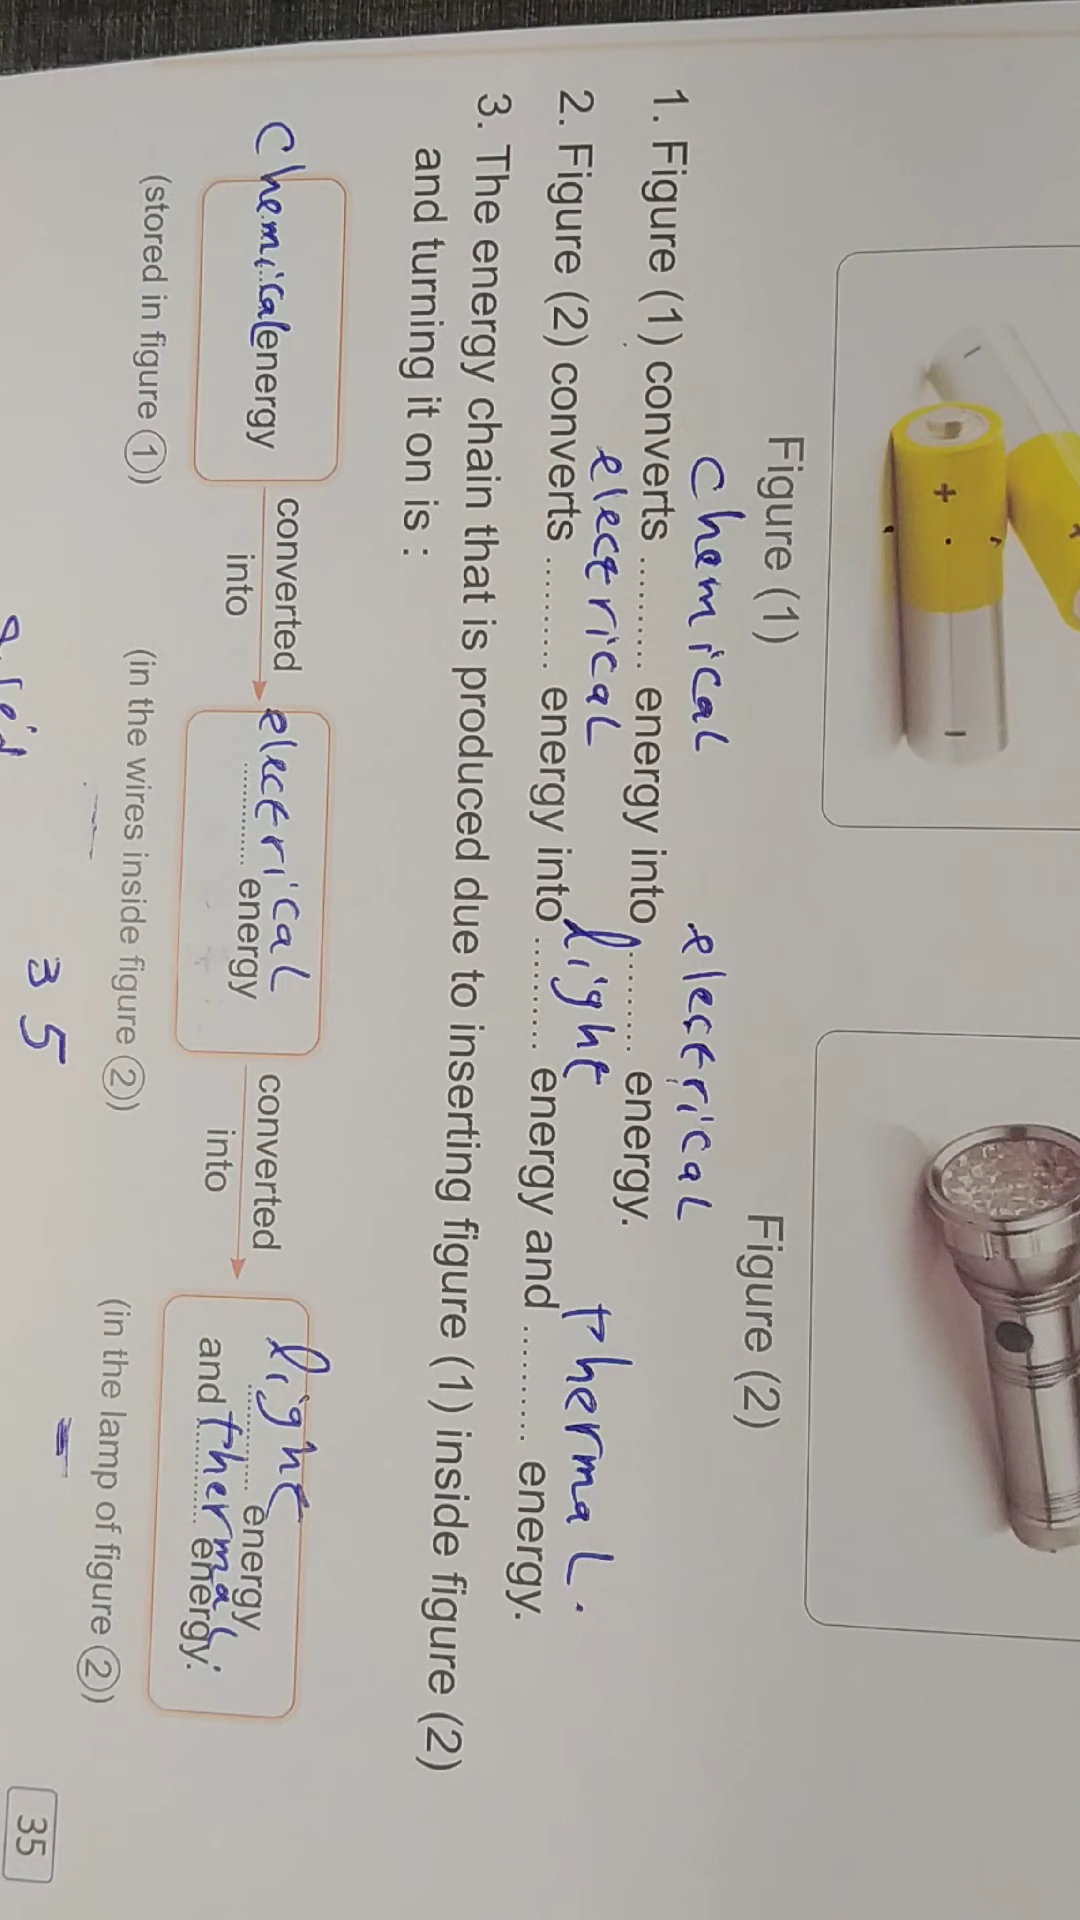 + -
Figure (1) Figure (2)
chemical electrical
1. Figure (1) converts .......... energy into .......... energy.
electrical light thermal.
2. Figure (2) converts .......... energy into .......... energy and .......... energy.
3. The energy chain that is produced due to inserting figure (1) inside figure (2)
and turning it on is :
chemical energy converted into electrical energy converted into light energy
and thermal energy.
(stored in figure ①) (in the wires inside figure ②) (in the lamp of figure ②)
35
35